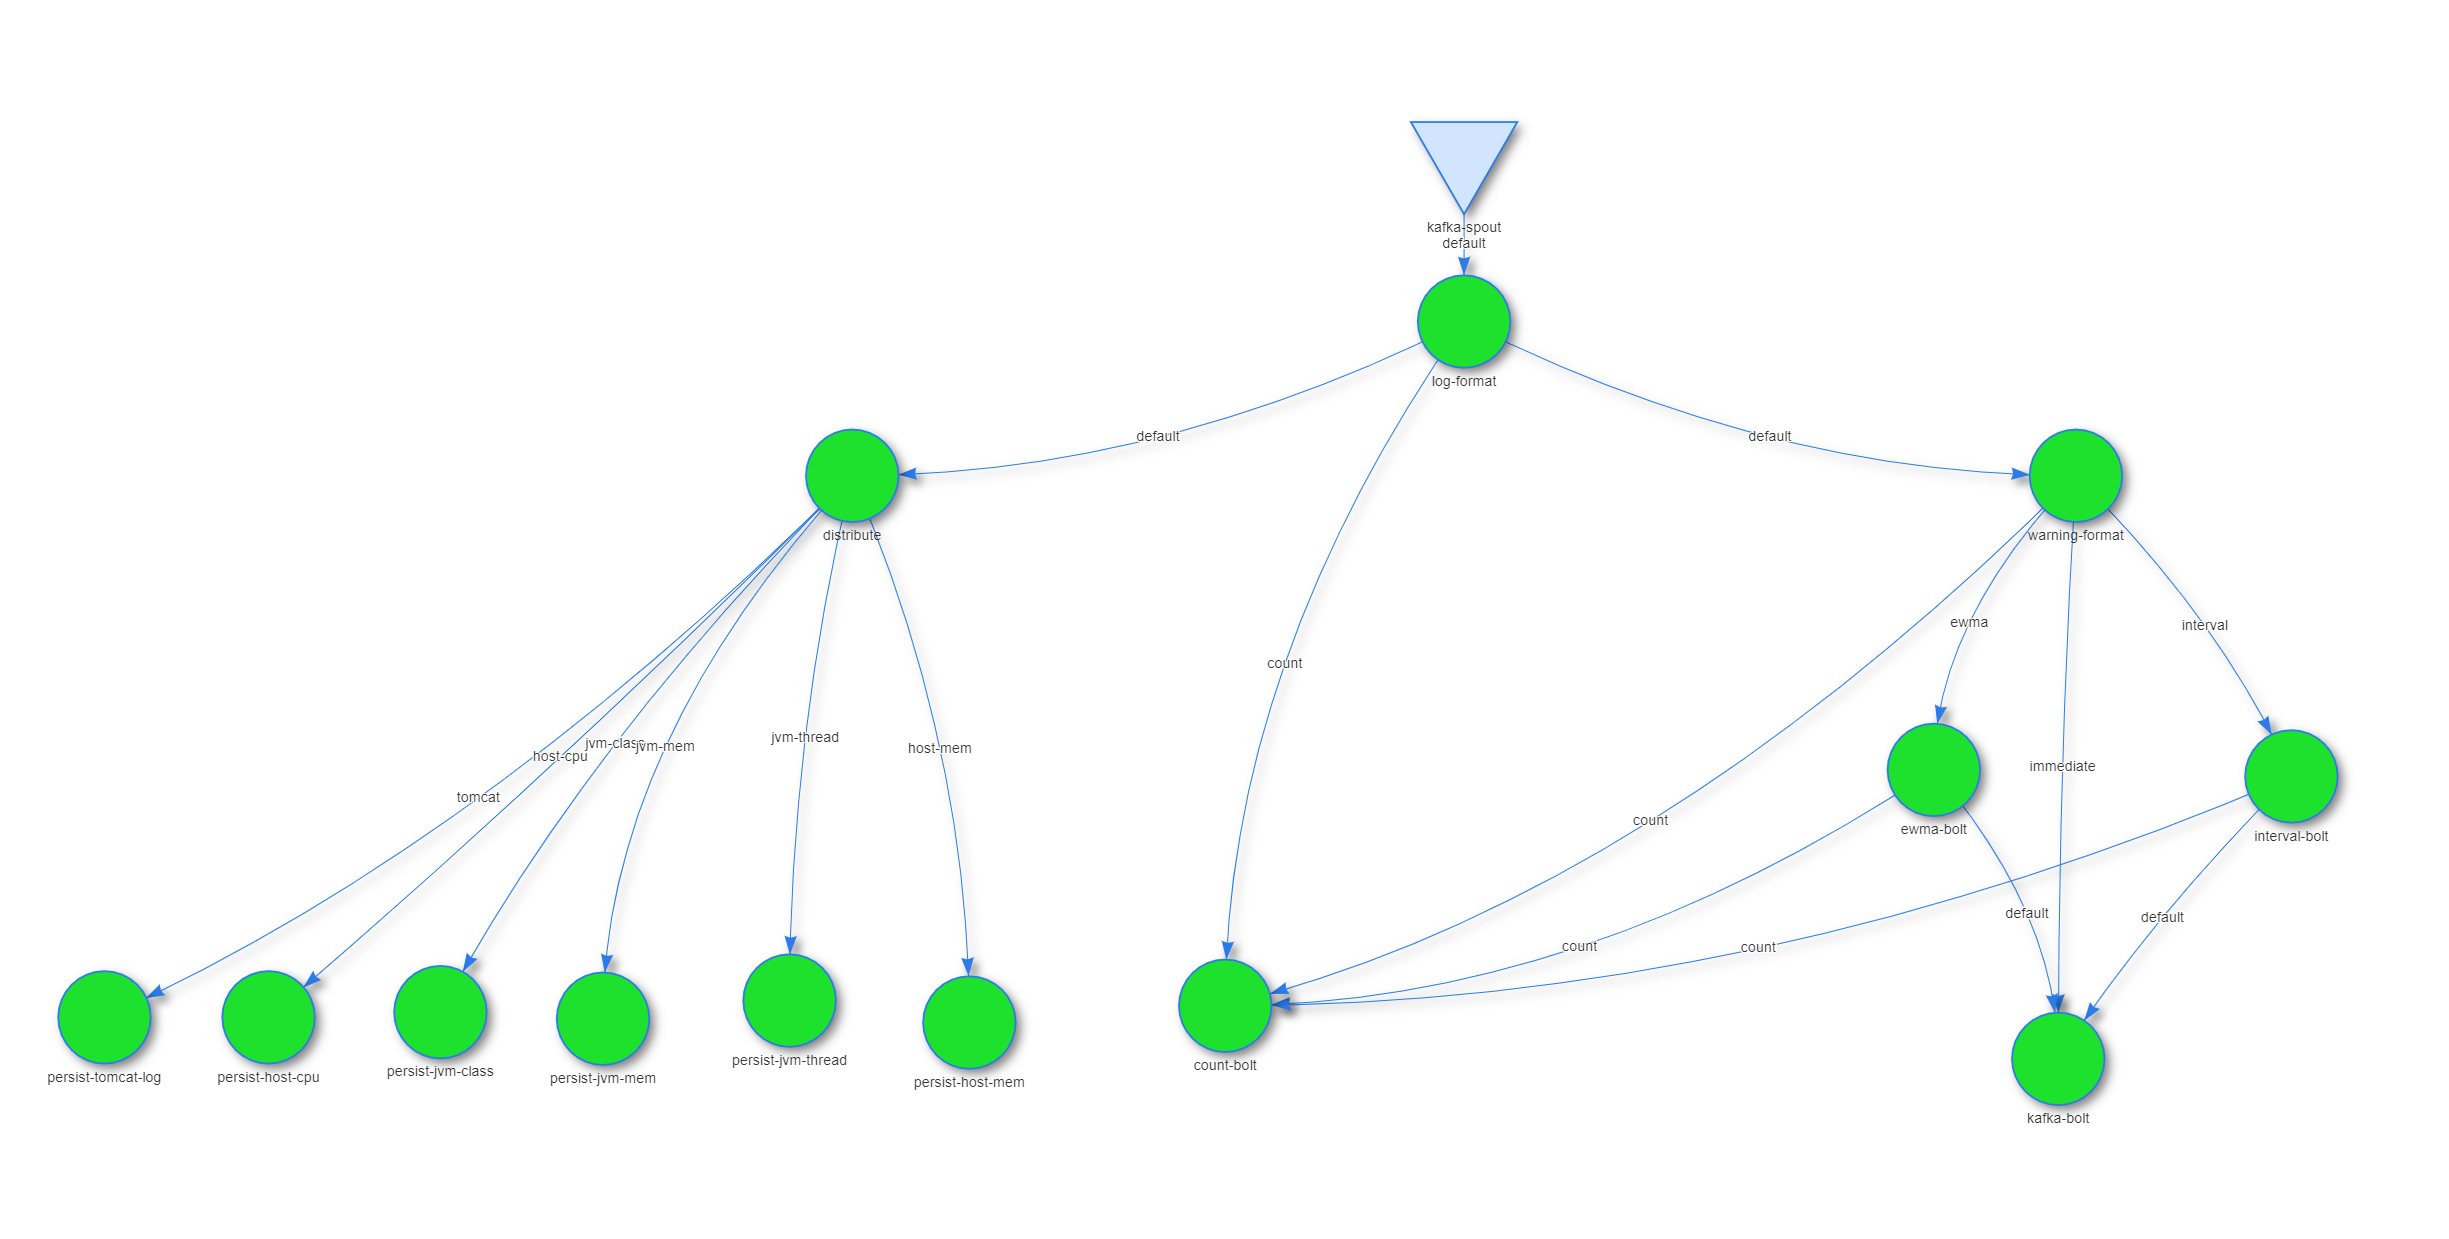 kafka-spout
default
log-format
default
default
distribute
warning-format
ewma
interval
count
jvm-thread
jvm-class
jvm-mem
host-mem
host-cpu
immediate
tomcat
count
ewma-bolt
interval-bolt
default
default
count
count
persist-tomcat-log
persist-host-cpu
persist-jvm-class
persist-jvm-mem
persist-jvm-thread
persist-host-mem
count-bolt
kafka-bolt